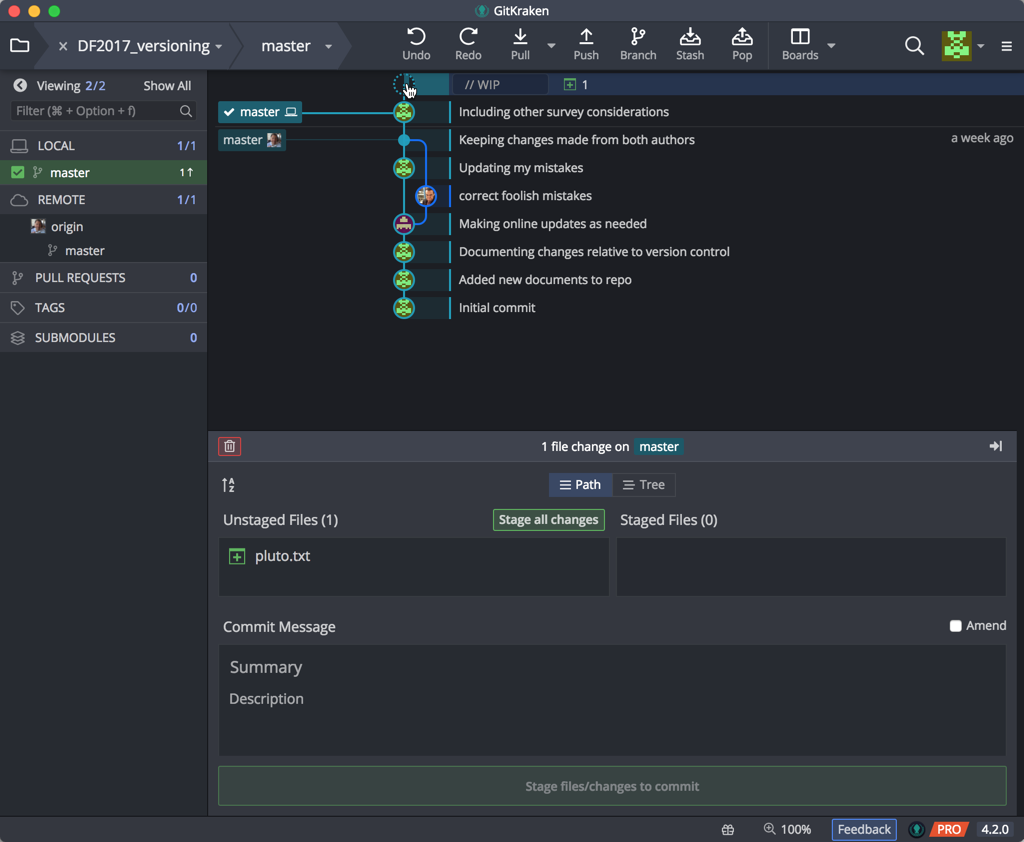 GitKraken
DF2017_versioning
master
Undo
Redo
Pull
Push
Branch
Stash
Pop
Boards
Viewing 2/2 Show All
Filter (⌘ + Option + f)
LOCAL 1/1
master 1↑
REMOTE 1/1
origin
master
PULL REQUESTS 0
TAGS 0/0
SUBMODULES 0
// WIP 1
master Including other survey considerations
master Keeping changes made from both authors a week ago
Updating my mistakes
correct foolish mistakes
Making online updates as needed
Documenting changes relative to version control
Added new documents to repo
Initial commit
1 file change on master
A
Z
Path Tree
Unstaged Files (1) Stage all changes Staged Files (0)
pluto.txt
Commit Message Amend
Summary
Description
Stage files/changes to commit
100% Feedback PRO 4.2.0